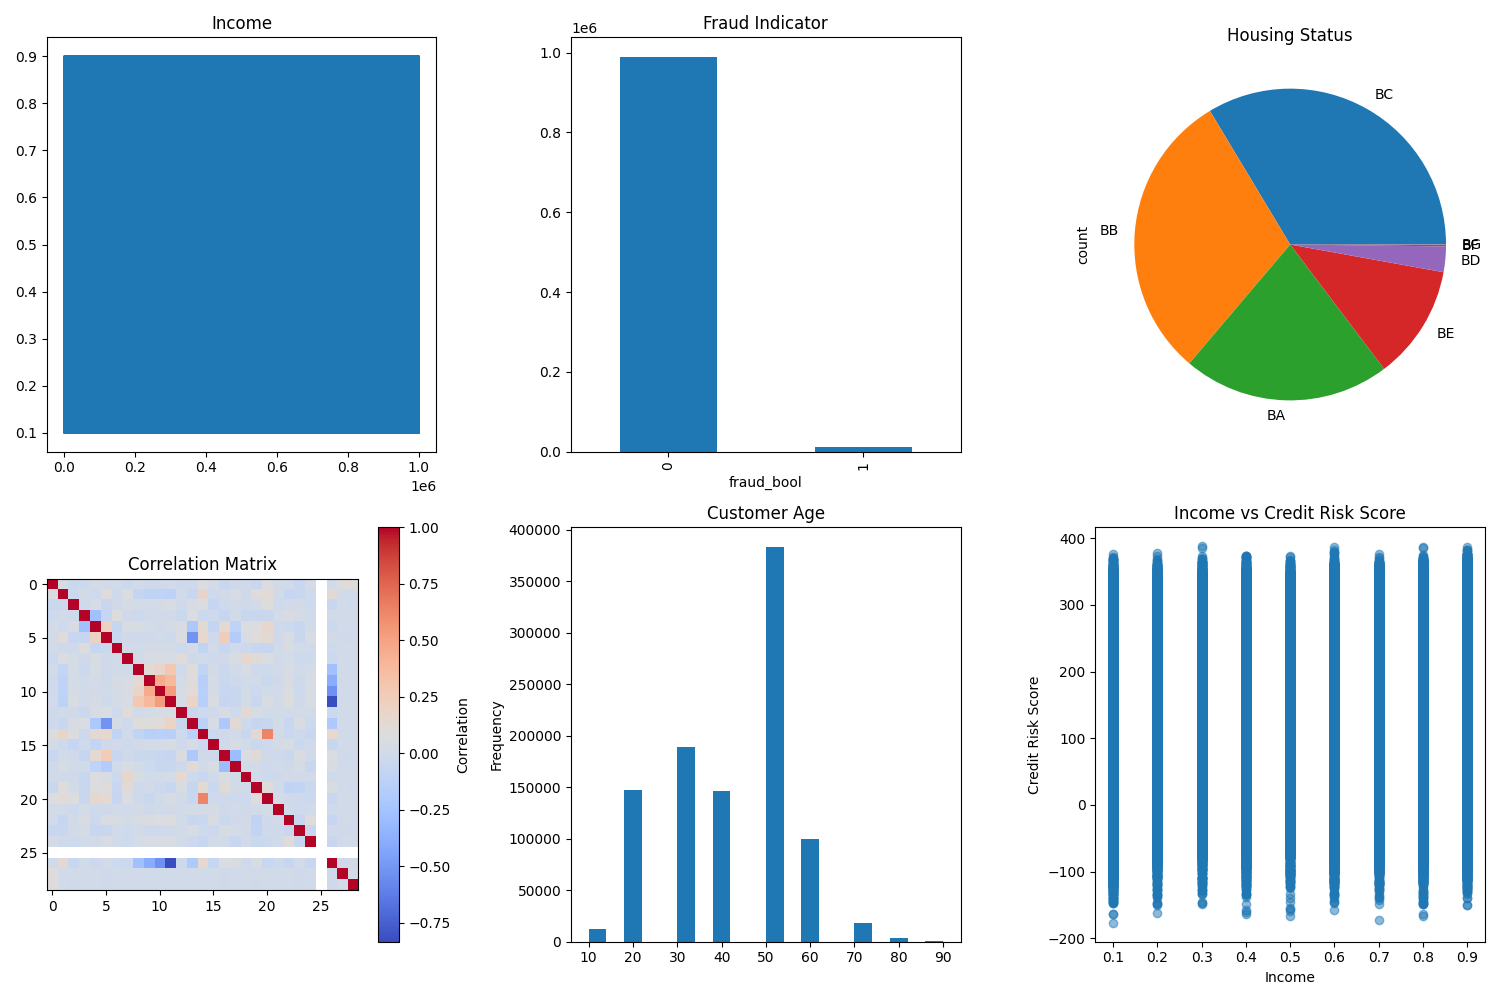 Income
0.9
0.8
0.7
0.6
0.5
0.4
0.3
0.2
0.1
0.0 0.2 0.4 0.6 0.8 1.0
1e6
Fraud Indicator
1e6
1.0
0.8
0.6
0.4
0.2
0.0
0 1
fraud_bool
Housing Status
count
BC
BB
BA
BE
BD
BG
Correlation Matrix
0
5
10
15
20
25
0 5 10 15 20 25
1.00
0.75
0.50
0.25
0.00
−0.25
−0.50
−0.75
Correlation
Customer Age
Frequency
400000
350000
300000
250000
200000
150000
100000
50000
0
10 20 30 40 50 60 70 80 90
Income vs Credit Risk Score
Credit Risk Score
400
300
200
100
0
−100
−200
0.1 0.2 0.3 0.4 0.5 0.6 0.7 0.8 0.9
Income